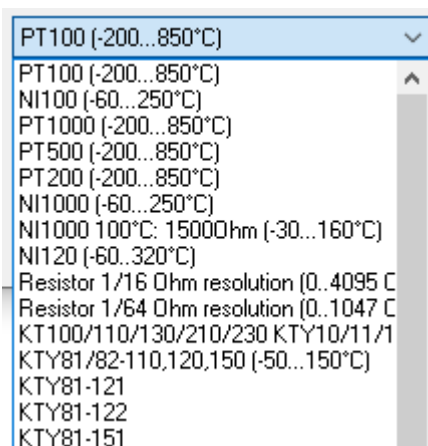 PT100 (-200...850°C)
PT100 (-200...850°C)
NI100 (-60...250°C)
PT1000 (-200...850°C)
PT500 (-200...850°C)
PT200 (-200...850°C)
NI1000 (-60...250°C)
NI1000 100°C: 1500Ohm (-30...160°C)
NI120 (-60..320°C)
Resistor 1/16 Ohm resolution (0..4095 O
Resistor 1/64 Ohm resolution (0..1047 O
KT100/110/130/210/230 KTY10/11/1
KTY81/82-110,120,150 (-50...150°C)
KTY81-121
KTY81-122
KTY81-151